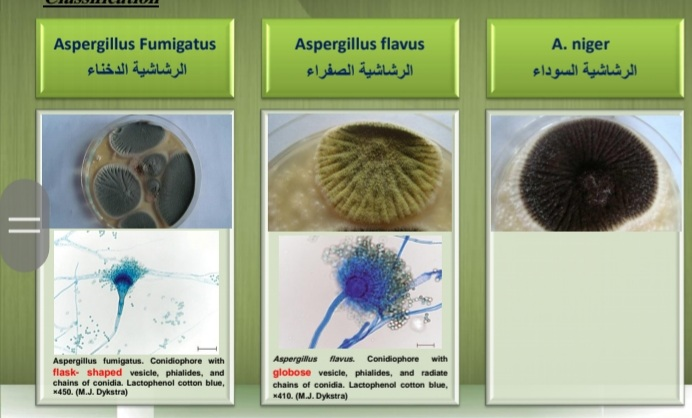 Classification
Aspergillus Fumigatus
الرشاشية الدخناء
Aspergillus flavus
الرشاشية الصفراء
A. niger
الرشاشية السوداء
Aspergillus fumigatus. Conidiophore with
flask- shaped vesicle, phialides, and
chains of conidia. Lactophenol cotton blue,
×450. (M.J. Dykstra)
Aspergillus flavus. Conidiophore with
globose vesicle, phialides, and radiate
chains of conidia. Lactophenol cotton blue,
×410. (M.J. Dykstra)